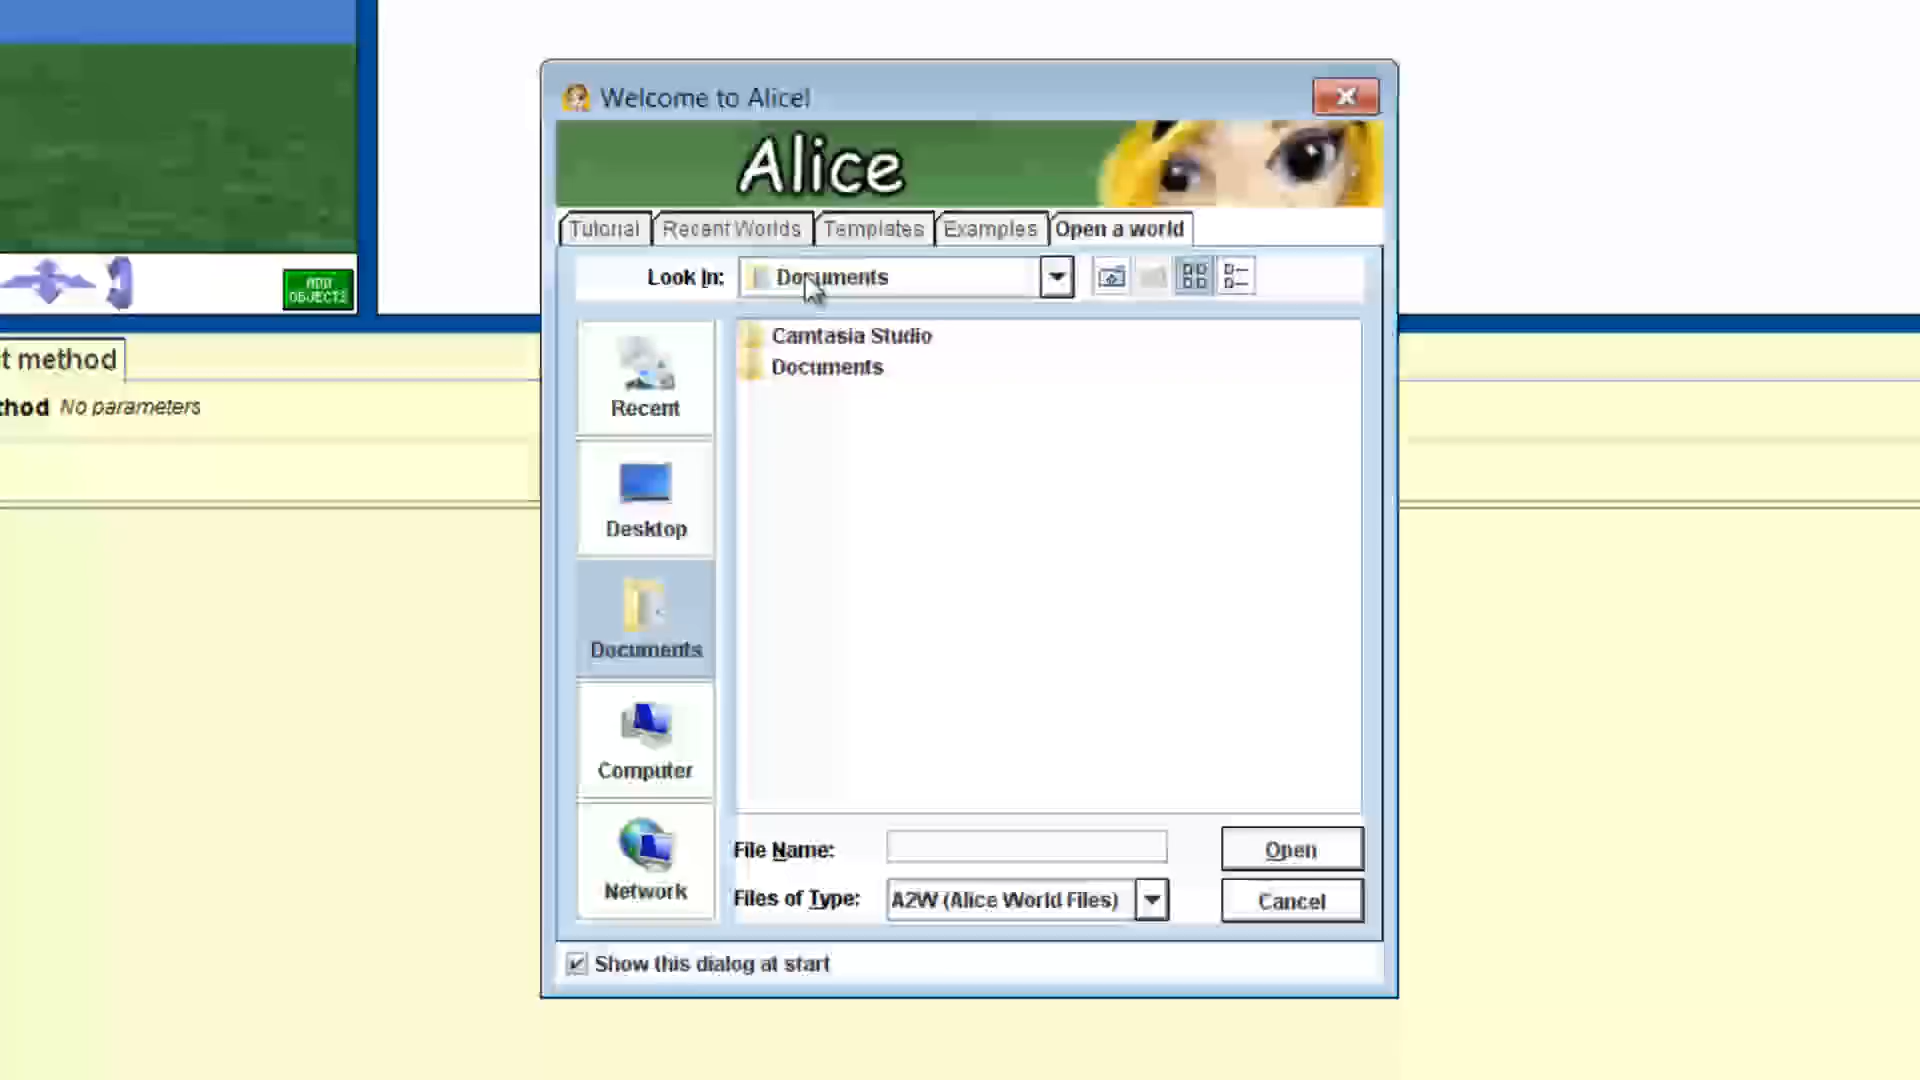 Welcome to Alice!
Alice
Tutorial
Recent Worlds
Templates
Examples
Open a world
Look In:
Documents
ADD
OBJECTS
Camtasia Studio
Documents
t method
thod No parameters
Recent
Desktop
Documents
Computer
Network
File Name:
Open
Files of Type:
A2W (Alice World Files)
Cancel
Show this dialog at start